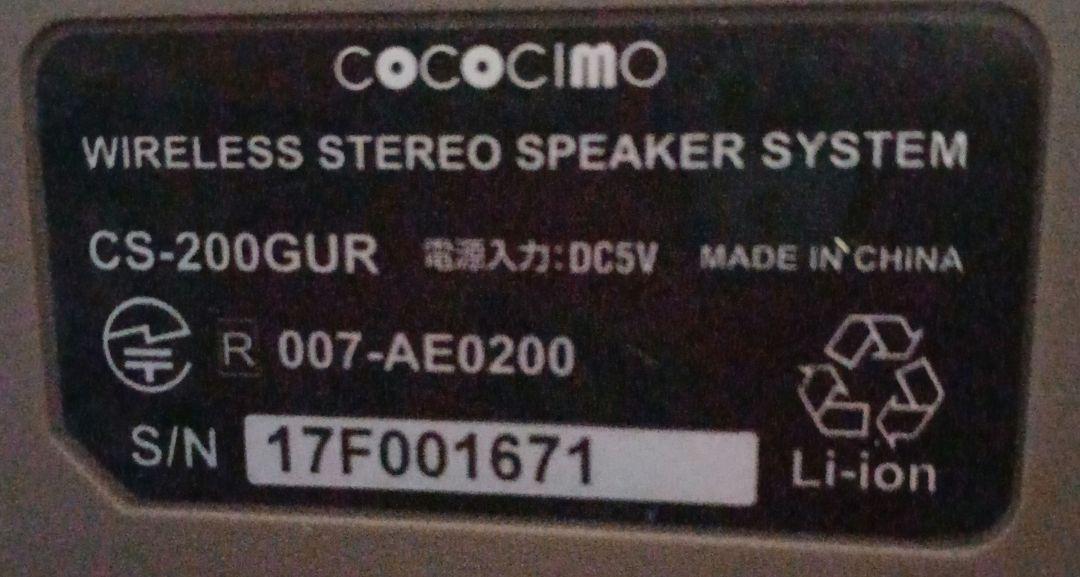 COCOCIMO
WIRELESS STEREO SPEAKER SYSTEM
CS-200GUR 電源入力:DC5V MADE IN CHINA
R 007-AE0200
S/N 17F001671
Li-ion